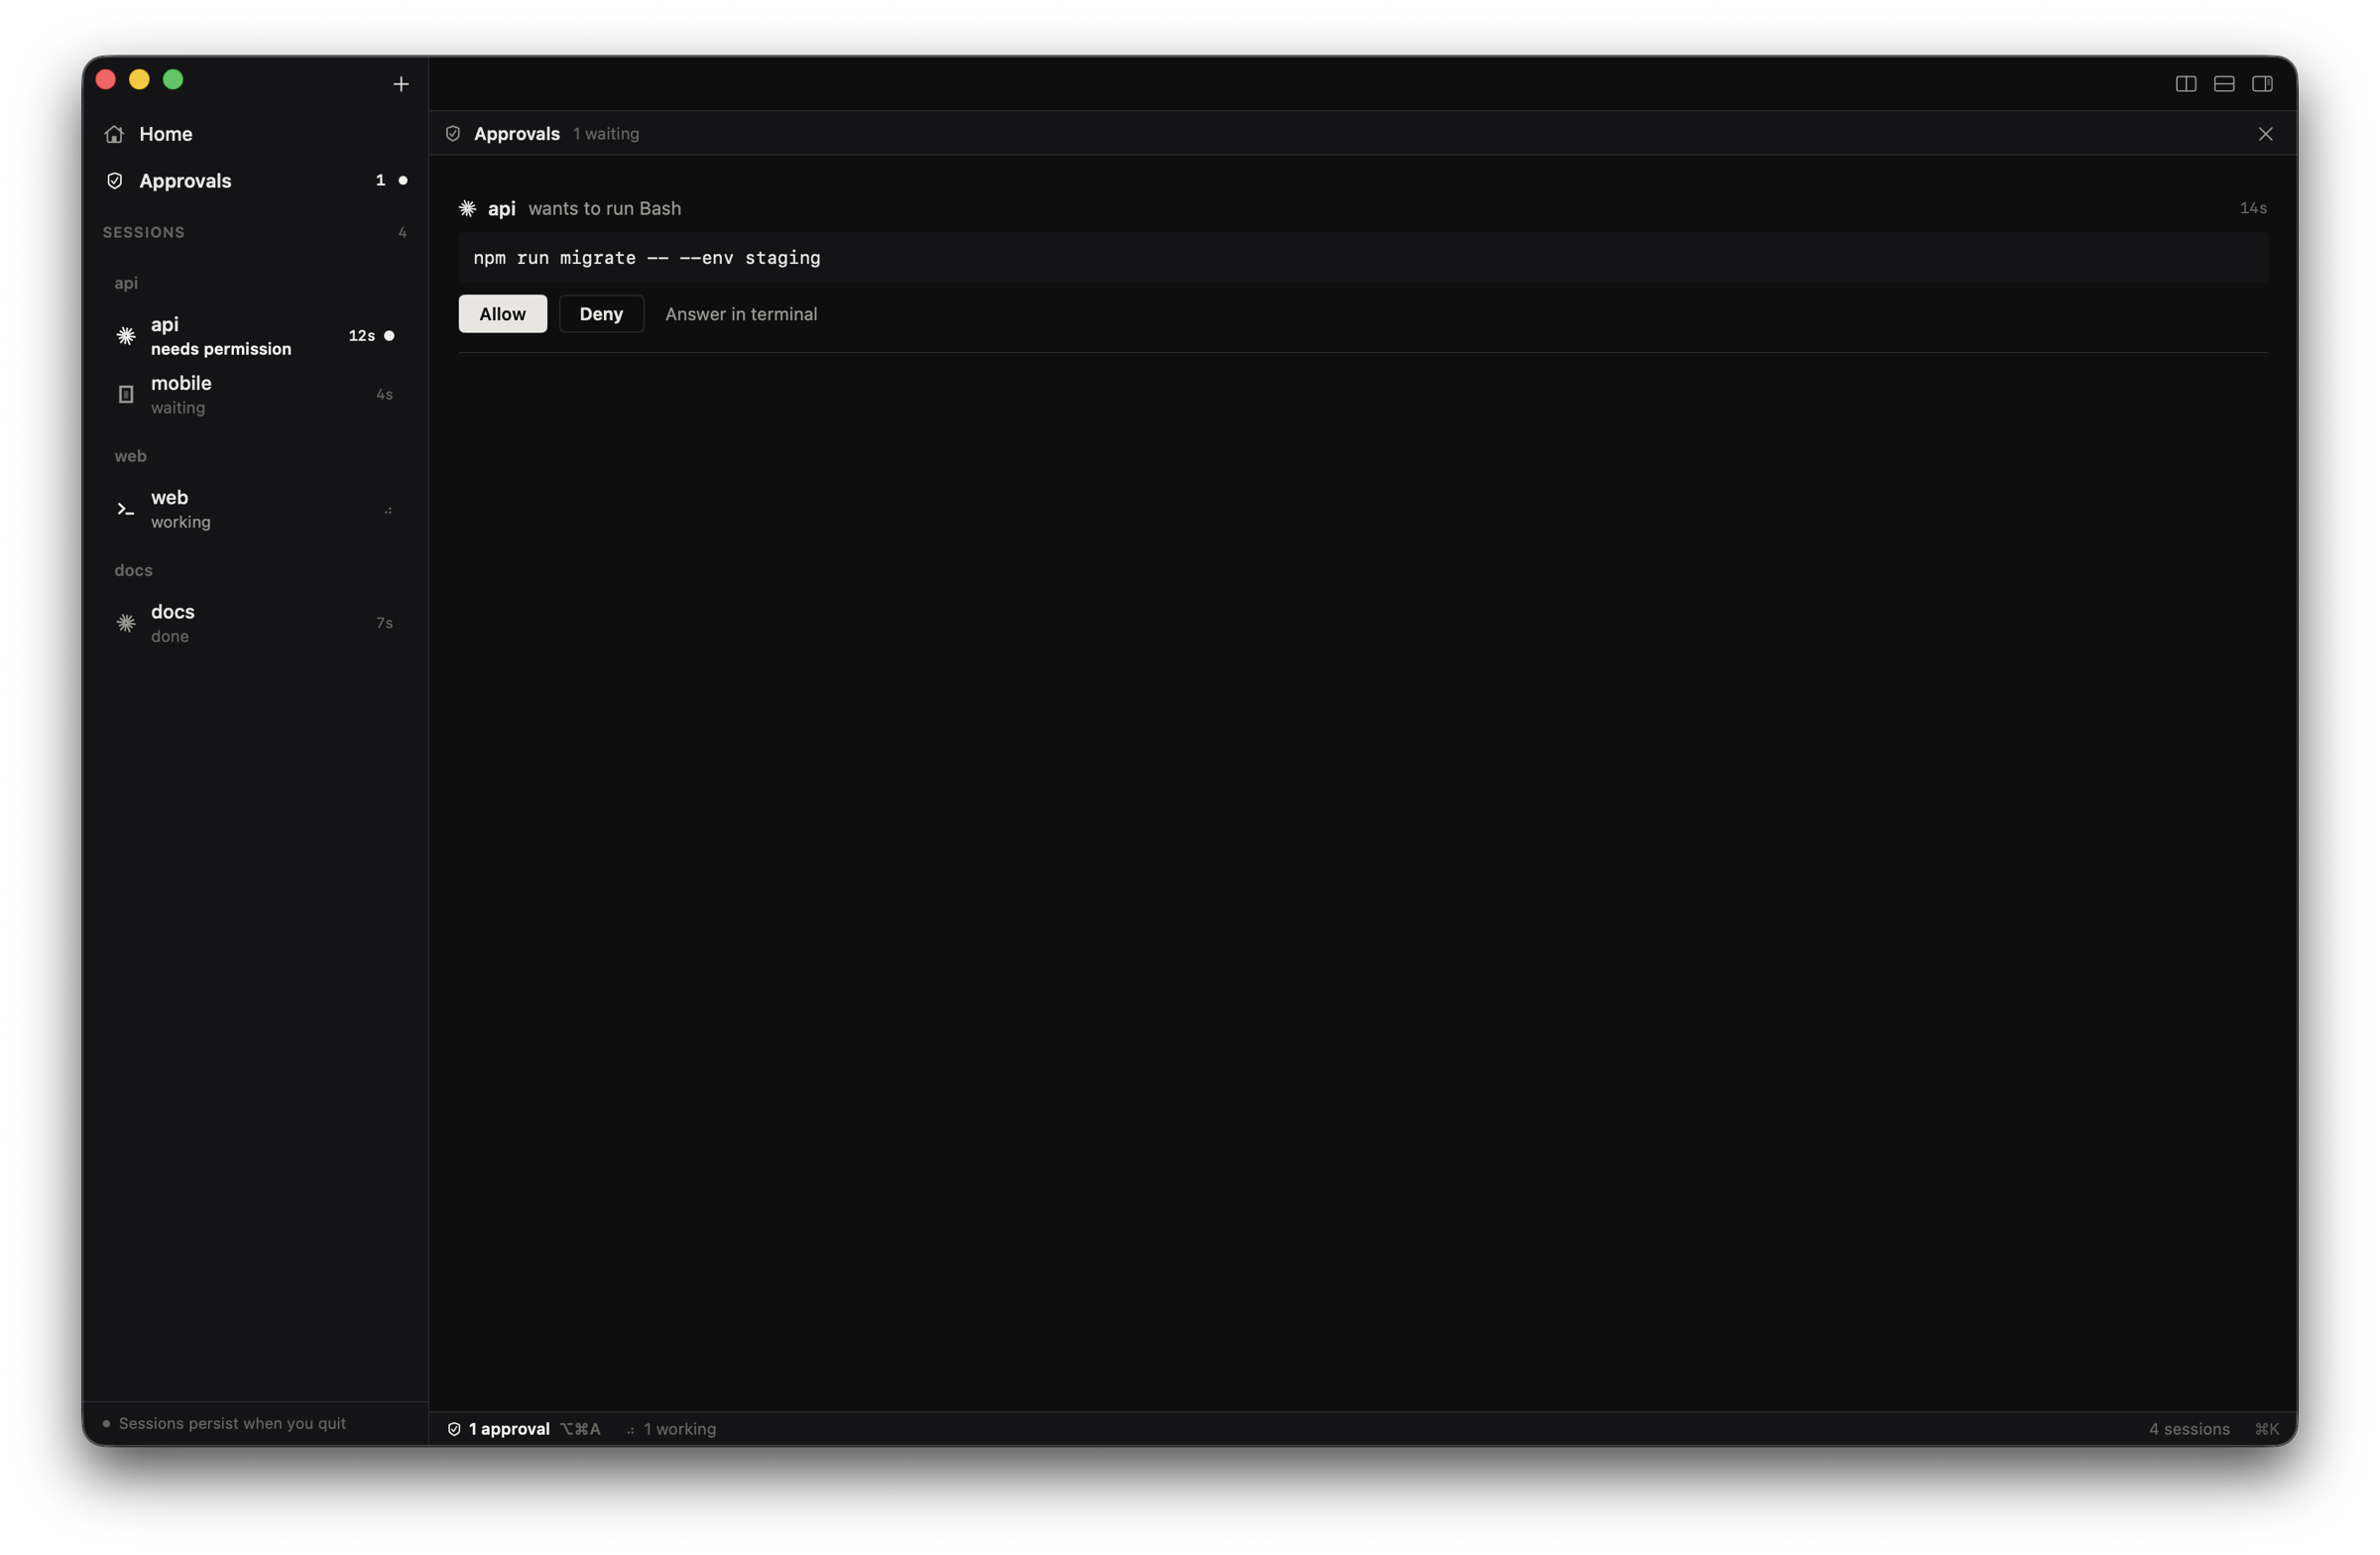 Home
Approvals 1
SESSIONS 4
api
api
needs permission
12s
mobile
waiting
4s
web
web
working
docs
docs
done
7s
Sessions persist when you quit
Approvals 1 waiting
api wants to run Bash 14s
npm run migrate -- --env staging
Allow Deny Answer in terminal
1 approval ⌥⌘A 1 working 4 sessions ⌘K